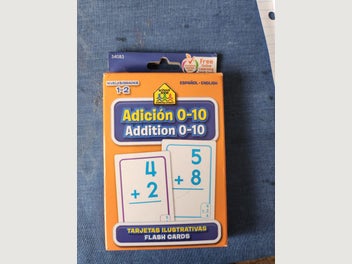 34083
1-2
Free
ESPAÑOL - ENGLISH
Adición 0-10
Addition 0-10
4
+ 2
5
+ 8
TARJETAS ILUSTRATIVAS
FLASH CARDS